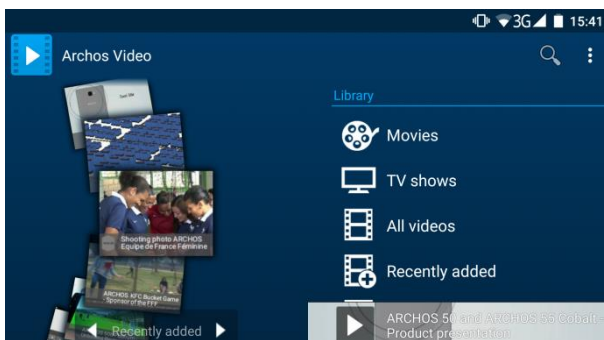 3G 15:41
Archos Video
Library
Movies
TV shows
All videos
Recently added
Shooting photo ARCHOS
Equipe de France Féminine
ARCHOS, KFC Bucket Game
- Sponsor of the FFF
Recently added
ARCHOS 50 and ARCHOS 55 Cobalt -
Product presentation